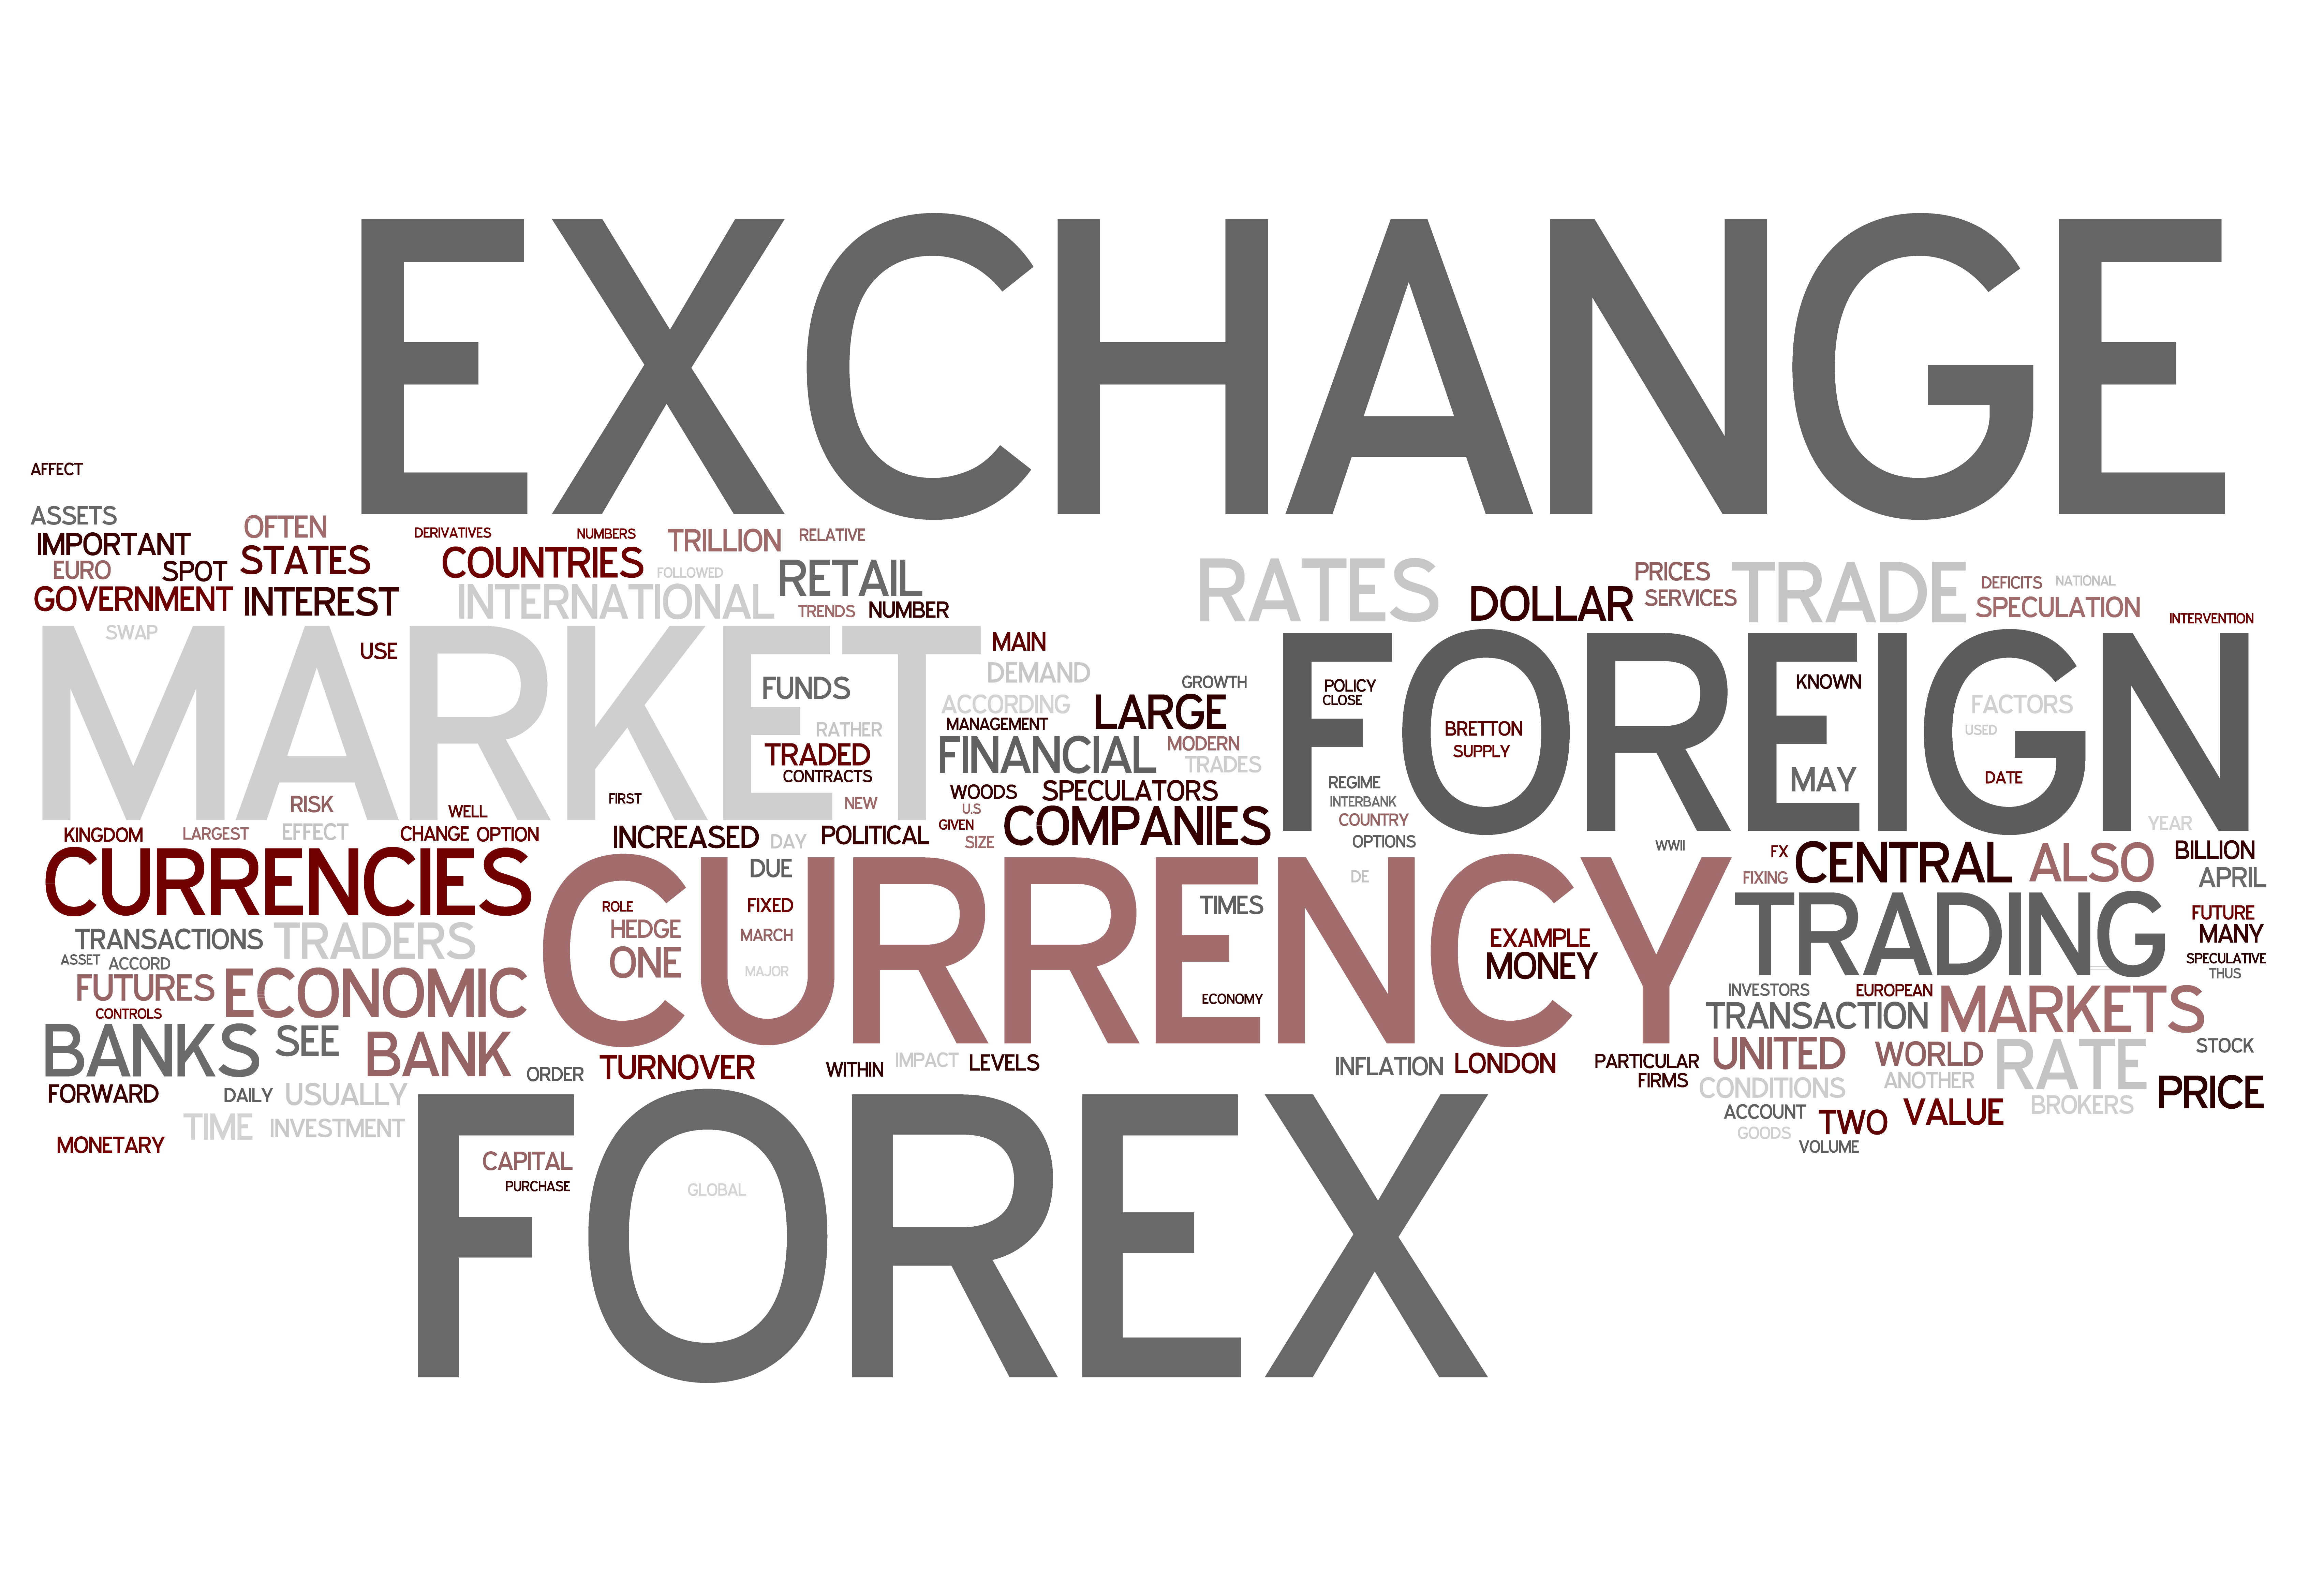 EXCHANGE
AFFECT
ASSETS OFTEN DERIVATIVES NUMBERS TRILLION RELATIVE
IMPORTANT STATES COUNTRIES FOLLOWED RETAIL RATES DOLLAR PRICES TRADE DEFICITS NATIONAL
EURO SPOT SERVICES SPECULATION
GOVERNMENT INTEREST INTERNATIONAL TRENDS NUMBER INTERVENTION
SWAP
MARKET
USE
MAIN
DEMAND
FUNDS
ACCORDING GROWTH
RATHER MANAGEMENT LARGE
TRADED FINANCIAL MODERN
CONTRACTS TRADES
FIRST NEW WOODS SPECULATORS
U.S
GIVEN COMPANIES
SIZE
FOREIGN
POLICY
CLOSE
KNOWN
FACTORS
BRETTON USED
SUPPLY
REGIME MAY DATE
INTERBANK
COUNTRY YEAR
OPTIONS WWII
DE
RISK WELL
KINGDOM LARGEST EFFECT CHANGE OPTION INCREASED DAY POLITICAL
CURRENCIES DUE FX CENTRAL ALSO BILLION
FIXING APRIL
CURRENCY
ROLE FIXED TIMES
HEDGE MARCH
ONE MAJOR
EXAMPLE
MONEY
ECONOMY
TRADING FUTURE
MANY
SPECULATIVE
THUS
TRANSACTIONS TRADERS
ASSET ACCORD
FUTURES ECONOMIC
CONTROLS
INVESTORS EUROPEAN
TRANSACTION MARKETS
BANKS SEE BANK ORDER TURNOVER WITHIN IMPACT LEVELS INFLATION LONDON PARTICULAR UNITED WORLD RATE STOCK
FIRMS CONDITIONS ANOTHER
FORWARD DAILY USUALLY PRICE
ACCOUNT TWO VALUE BROKERS
TIME INVESTMENT GOODS
MONETARY VOLUME
FOREX
CAPITAL
PURCHASE GLOBAL